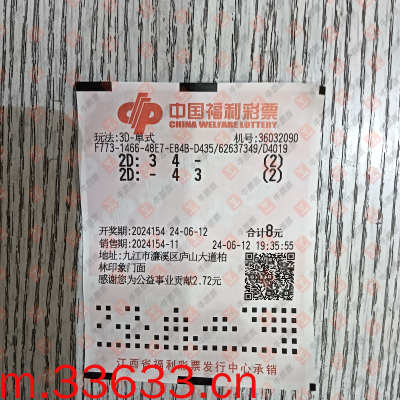 中国福利彩票
CHINA WELFARE LOTTERY
玩法:3D-单式 机号:36032090
F773-1466-48E7-E84B-D435/62637349/D4019
2D: 3 4 - (2)
2D: - 4 3 (2)
开奖期:2024154 24-06-12 合计8元
销售期:2024154-11 24-06-12 19:35:55
地址:九江市濂溪区庐山大道柏
林印象门面
感谢您为公益事业贡献2.72元
江西省福利彩票发行中心承销
m.33633.cn